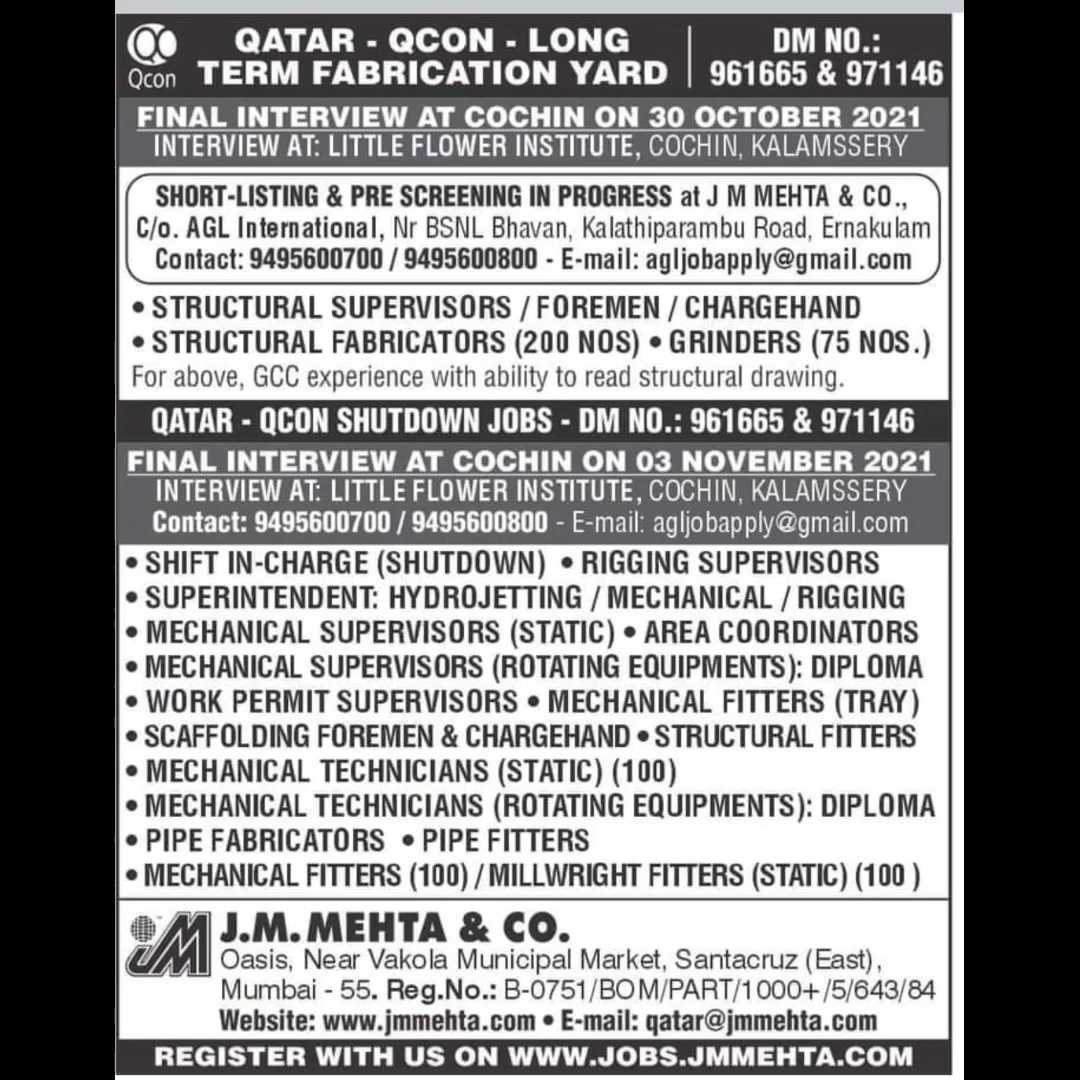 Qcon
QATAR - QCON - LONG
TERM FABRICATION YARD
DM NO.:
961665 & 971146
FINAL INTERVIEW AT COCHIN ON 30 OCTOBER 2021
INTERVIEW AT: LITTLE FLOWER INSTITUTE, COCHIN, KALAMSSERY
SHORT-LISTING & PRE SCREENING IN PROGRESS at J M MEHTA & CO.,
C/o. AGL International, Nr BSNL Bhavan, Kalathiparambu Road, Ernakulam
Contact: 9495600700 / 9495600800 - E-mail: agljobapply@gmail.com
• STRUCTURAL SUPERVISORS / FOREMEN / CHARGEHAND
• STRUCTURAL FABRICATORS (200 NOS) • GRINDERS (75 NOS.)
For above, GCC experience with ability to read structural drawing.
QATAR - QCON SHUTDOWN JOBS - DM NO.: 961665 & 971146
FINAL INTERVIEW AT COCHIN ON 03 NOVEMBER 2021
INTERVIEW AT: LITTLE FLOWER INSTITUTE, COCHIN, KALAMSSERY
Contact: 9495600700 / 9495600800 - E-mail: agljobapply@gmail.com
• SHIFT IN-CHARGE (SHUTDOWN) • RIGGING SUPERVISORS
• SUPERINTENDENT: HYDROJETTING / MECHANICAL / RIGGING
• MECHANICAL SUPERVISORS (STATIC) • AREA COORDINATORS
• MECHANICAL SUPERVISORS (ROTATING EQUIPMENTS): DIPLOMA
• WORK PERMIT SUPERVISORS • MECHANICAL FITTERS (TRAY)
• SCAFFOLDING FOREMEN & CHARGEHAND • STRUCTURAL FITTERS
• MECHANICAL TECHNICIANS (STATIC) (100)
• MECHANICAL TECHNICIANS (ROTATING EQUIPMENTS): DIPLOMA
• PIPE FABRICATORS • PIPE FITTERS
• MECHANICAL FITTERS (100) / MILLWRIGHT FITTERS (STATIC) (100 )
JM
J.M. MEHTA & CO.
Oasis, Near Vakola Municipal Market, Santacruz (East),
Mumbai - 55. Reg.No.: B-0751/BOM/PART/1000+/5/643/84
Website: www.jmmehta.com • E-mail: qatar@jmmehta.com
REGISTER WITH US ON WWW.JOBS.JMMEHTA.COM